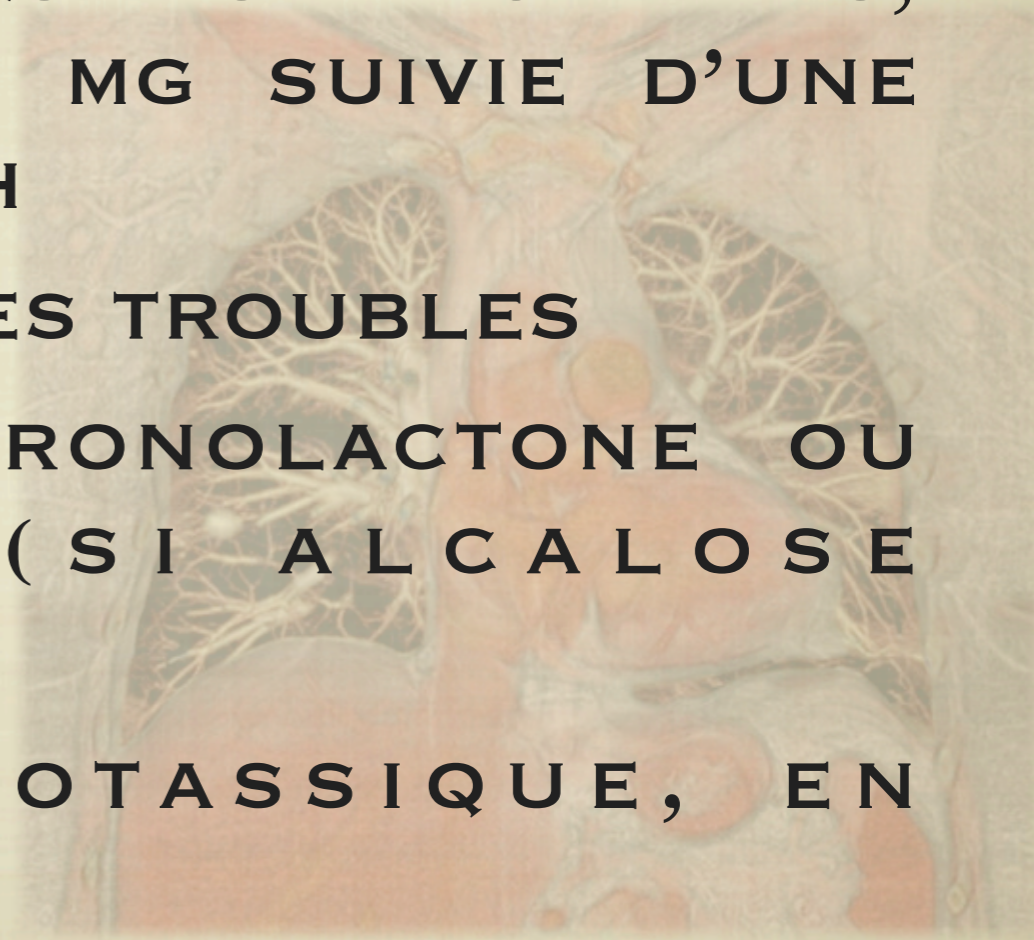 MG SUIVIE D’UNE
H
ES TROUBLES
RONOLACTONE OU
(SI ALCALOSE
OTASSIQUE, EN